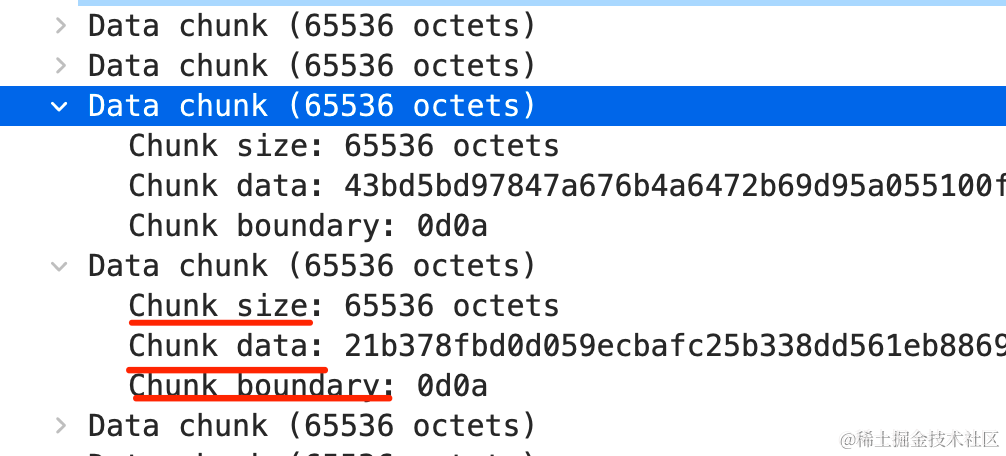 Data chunk (65536 octets)
Data chunk (65536 octets)
Data chunk (65536 octets)
Chunk size: 65536 octets
Chunk data: 43bd5bd97847a676b4a6472b69d95a055100f
Chunk boundary: 0d0a
Data chunk (65536 octets)
Chunk size: 65536 octets
Chunk data: 21b378fbd0d059ecbafc25b338dd561eb8869
Chunk boundary: 0d0a
Data chunk (65536 octets)
@稀土掘金技术社区